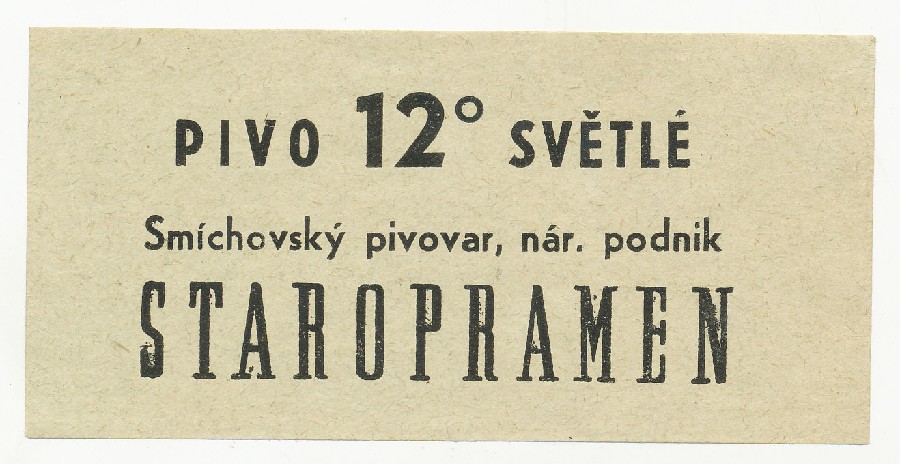 PIVO 12° SVĚTLÉ
Smíchovský pivovar, nár. podnik
STAROPRAMEN